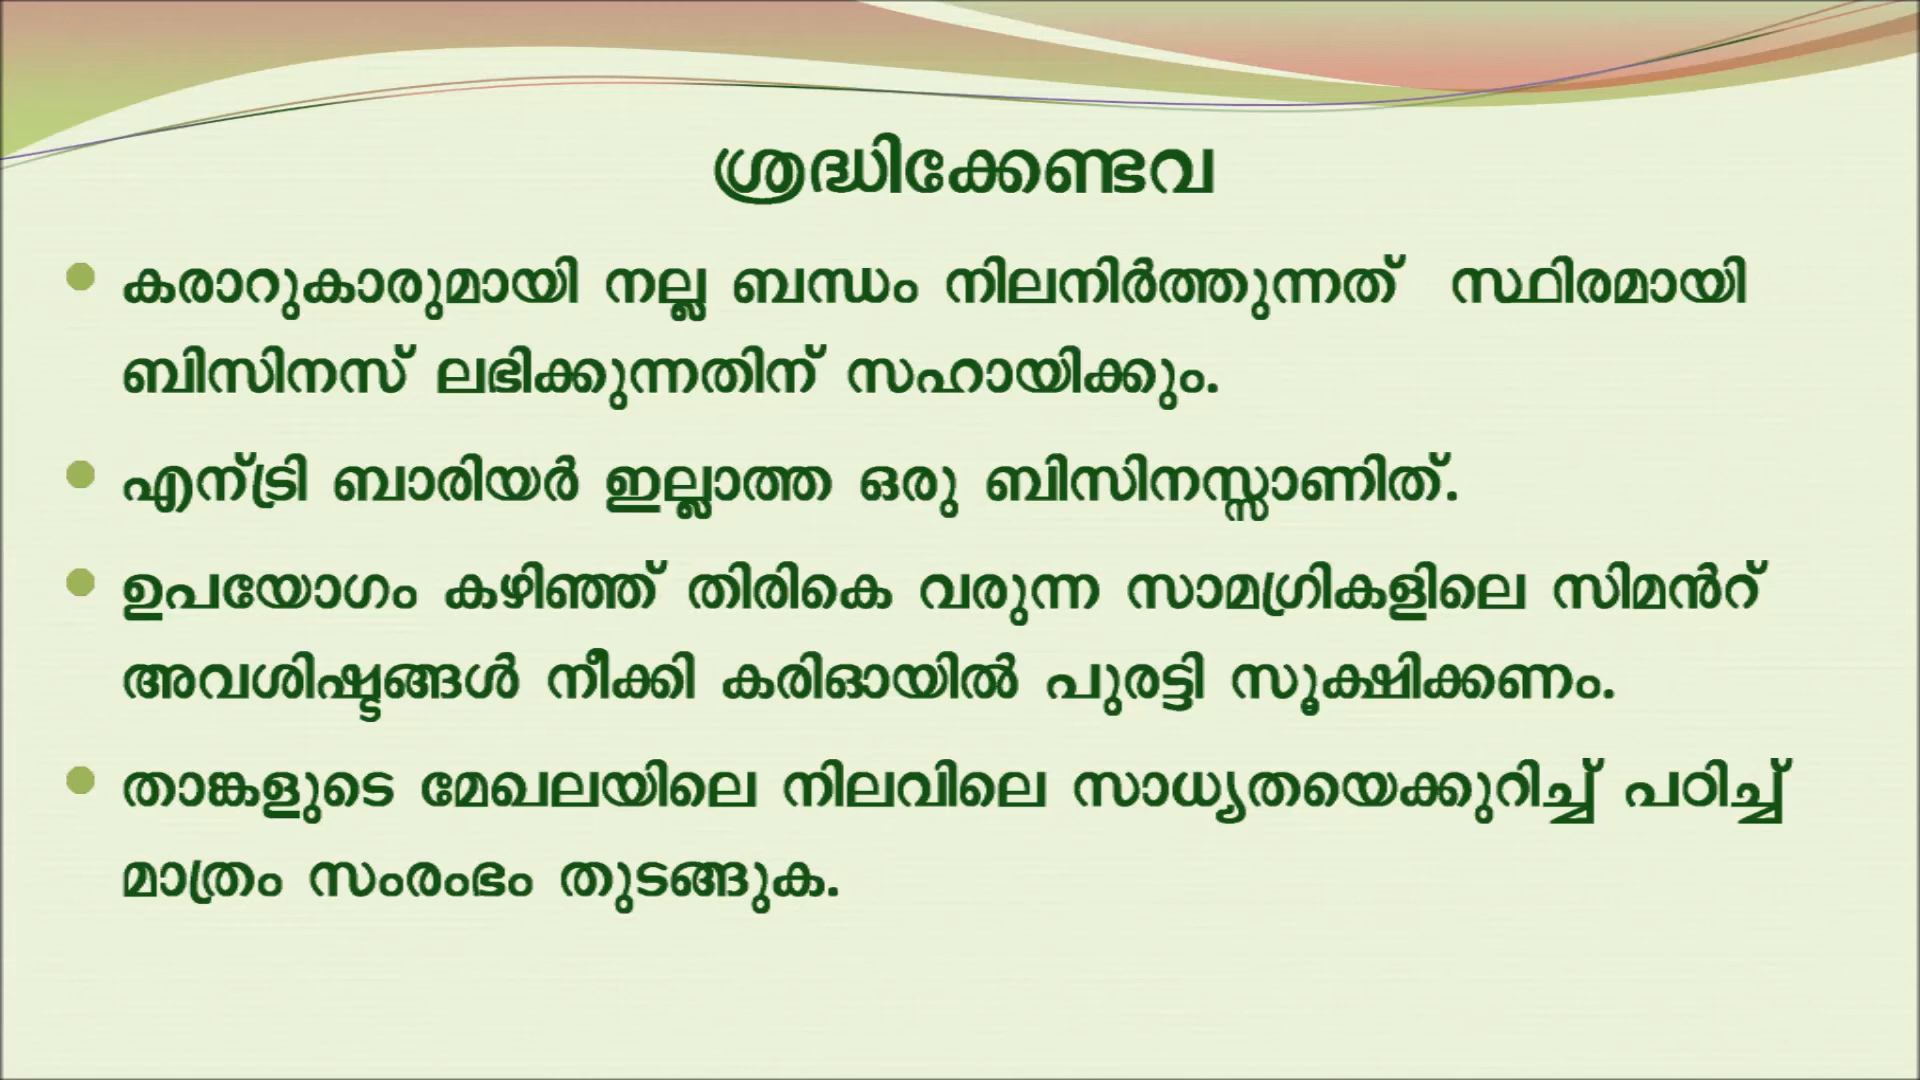 ശ്രദ്ധിക്കേണ്ടവ
കരാറുകാരുമായി നല്ല ബന്ധം നിലനിർത്തുന്നത് സ്ഥിരമായി
ബിസിനസ് ലഭിക്കുന്നതിന് സഹായിക്കും.
എന്ട്രി ബാരിയർ ഇല്ലാത്ത ഒരു ബിസിനസ്സാണിത്.
ഉപയോഗം കഴിഞ്ഞ് തിരികെ വരുന്ന സാമഗ്രികളിലെ സിമൻറ്
അവശിഷ്ടങ്ങൾ നീക്കി കരിഓയിൽ പുരട്ടി സൂക്ഷിക്കണം.
താങ്കളുടെ മേഖലയിലെ നിലവിലെ സാധ്യതയെക്കുറിച്ച് പഠിച്ച്
മാത്രം സംരംഭം തുടങ്ങുക.